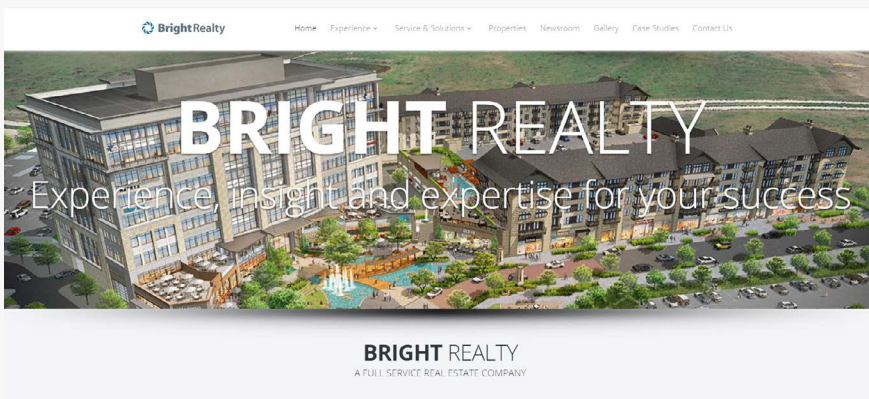 BrightRealty
Home Experience Service & Solutions Properties Newsroom Gallery Case Studies Contact Us
BRIGHT REALTY
Experience, insight and expertise for your success
BRIGHT REALTY
A FULL SERVICE REAL ESTATE COMPANY